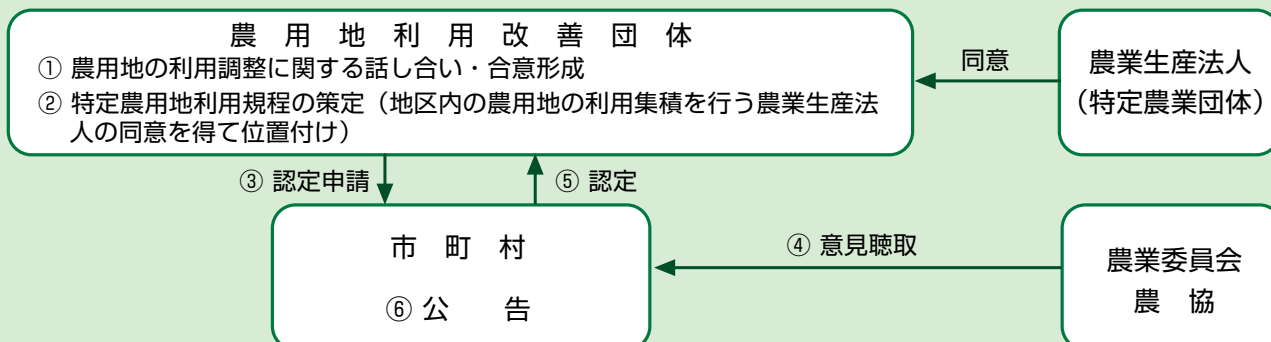 農用地利用改善団体
① 農用地の利用調整に関する話し合い・合意形成
② 特定農用地利用規程の策定（地区内の農用地の利用集積を行う農業生産法
人の同意を得て位置付け）
同意
農業生産法人
（特定農業団体）
③ 認定申請
⑤ 認定
市町村
⑥ 公告
④ 意見聴取
農業委員会
農協